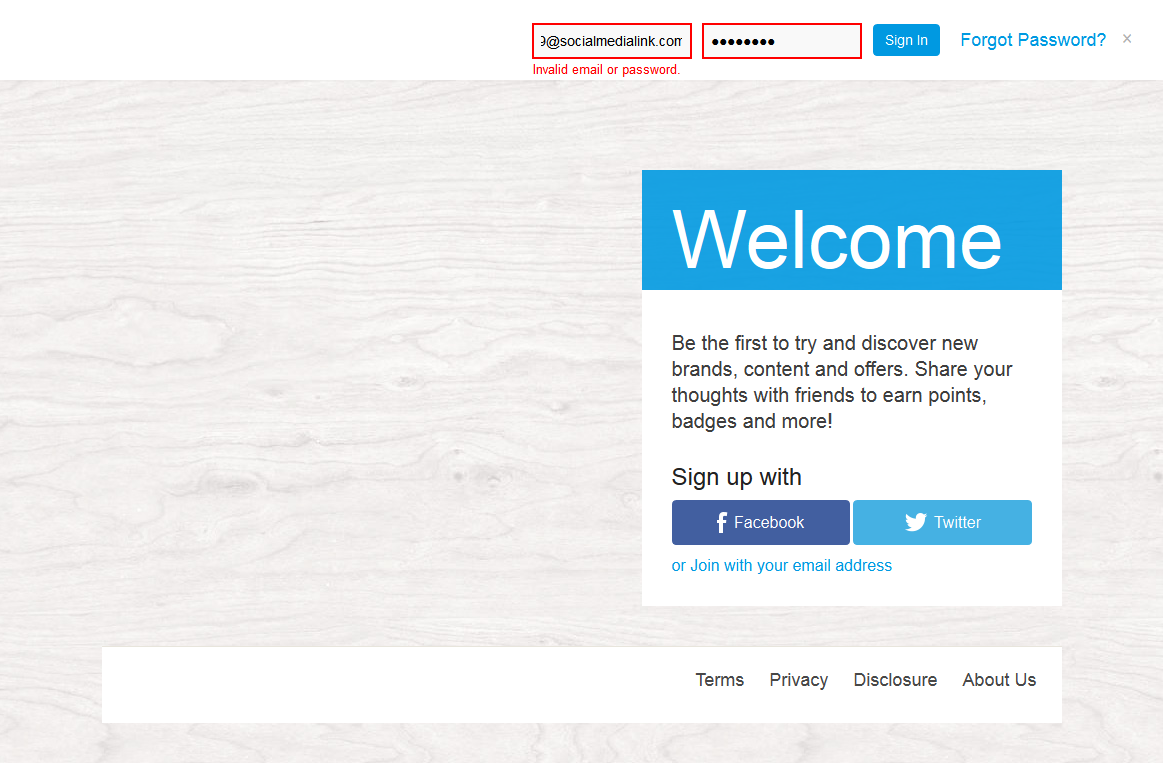 9@socialmedialink.com ●●●●●●●● Sign In Forgot Password? ×
Invalid email or password.
Welcome
Be the first to try and discover new
brands, content and offers. Share your
thoughts with friends to earn points,
badges and more!
Sign up with
Facebook Twitter
or Join with your email address
Terms Privacy Disclosure About Us